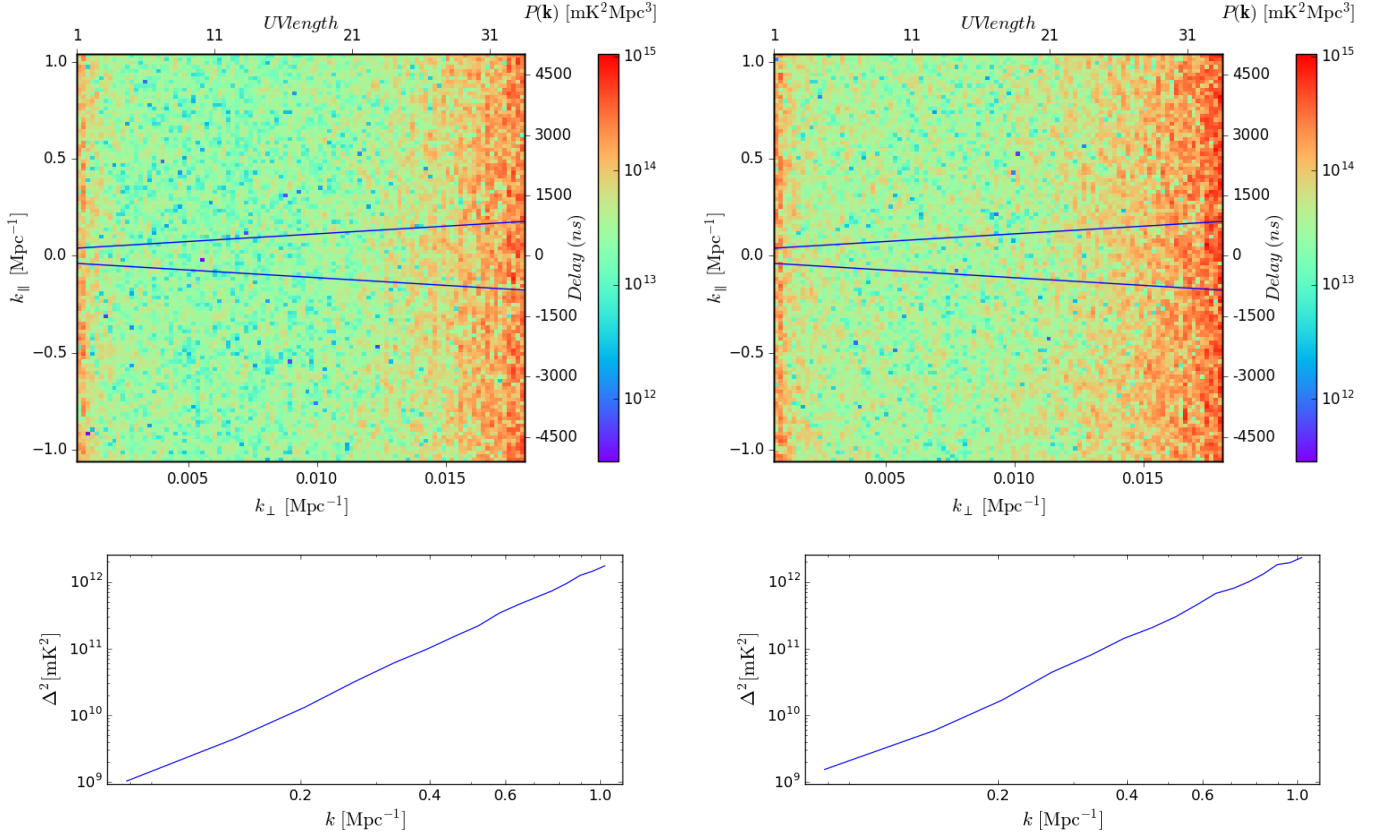 UVlength P(k) [mK²Mpc³]
1 11 21 31
1.0
0.5
0.0
−0.5
−1.0
k∥ [Mpc⁻¹]
4500
3000
1500
0
−1500
−3000
−4500
Delay (ns)
10¹⁵
10¹⁴
10¹³
10¹²
0.005 0.010 0.015
k⊥ [Mpc⁻¹]
UVlength P(k) [mK²Mpc³]
1 11 21 31
1.0
0.5
0.0
−0.5
−1.0
k∥ [Mpc⁻¹]
4500
3000
1500
0
−1500
−3000
−4500
Delay (ns)
10¹⁵
10¹⁴
10¹³
10¹²
0.005 0.010 0.015
k⊥ [Mpc⁻¹]
10¹²
10¹¹
10¹⁰
10⁹
Δ² [mK²]
0.2 0.4 0.6 1.0
k [Mpc⁻¹]
10¹²
10¹¹
10¹⁰
10⁹
Δ² [mK²]
0.2 0.4 0.6 1.0
k [Mpc⁻¹]